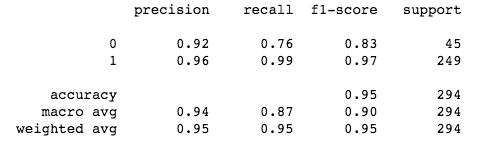 precision recall f1-score support
0 0.92 0.76 0.83 45
1 0.96 0.99 0.97 249
accuracy 0.95 294
macro avg 0.94 0.87 0.90 294
weighted avg 0.95 0.95 0.95 294